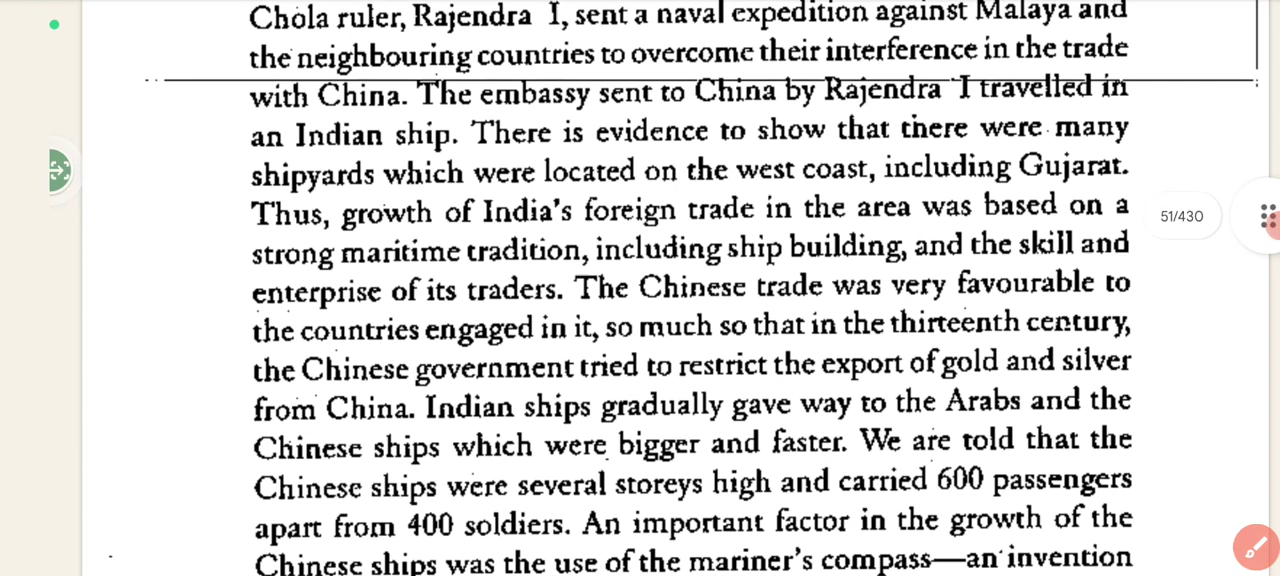 Chola ruler, Rajendra I, sent a naval expedition against Malaya and
the neighbouring countries to overcome their interference in the trade
with China. The embassy sent to China by Rajendra I travelled in
an Indian ship. There is evidence to show that there were many
shipyards which were located on the west coast, including Gujarat.
Thus, growth of India's foreign trade in the area was based on a
51/430
strong maritime tradition, including ship building, and the skill and
enterprise of its traders. The Chinese trade was very favourable to
the countries engaged in it, so much so that in the thirteenth century,
the Chinese government tried to restrict the export of gold and silver
from China. Indian ships gradually gave way to the Arabs and the
Chinese ships which were bigger and faster. We are told that the
Chinese ships were several storeys high and carried 600 passengers
apart from 400 soldiers. An important factor in the growth of the
Chinese ships was the use of the mariner's compass—an invention